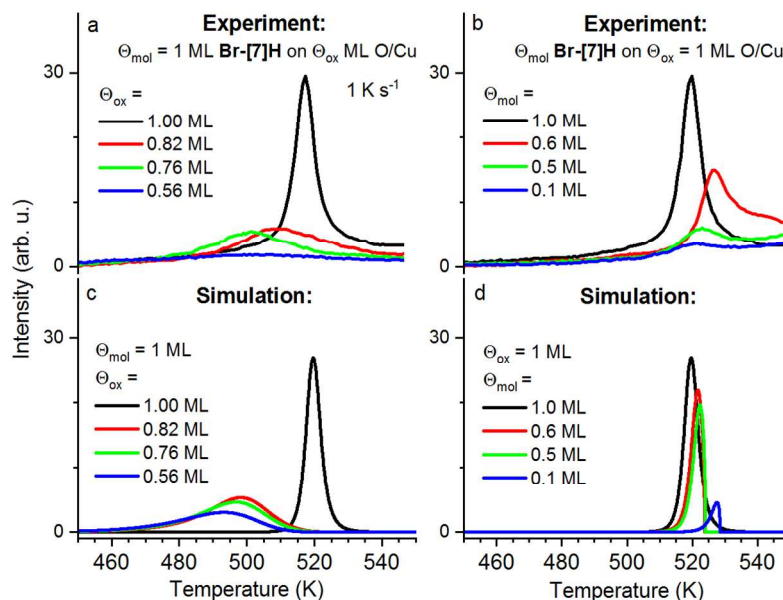 a
Experiment:
Θmol = 1 ML Br-[7]H on Θox ML O/Cu
Θox =
1 K s⁻¹
1.00 ML
0.82 ML
0.76 ML
0.56 ML
30
0
b
Experiment:
Θmol ML Br-[7]H on Θox = 1 ML O/Cu
Θmol =
1.0 ML
0.6 ML
0.5 ML
0.1 ML
30
0
Intensity (arb. u.)
c
Simulation:
Θmol = 1 ML
Θox =
1.00 ML
0.82 ML
0.76 ML
0.56 ML
30
0
460 480 500 520 540
Temperature (K)
d
Simulation:
Θox = 1 ML
Θmol =
1.0 ML
0.6 ML
0.5 ML
0.1 ML
30
0
460 480 500 520 540
Temperature (K)